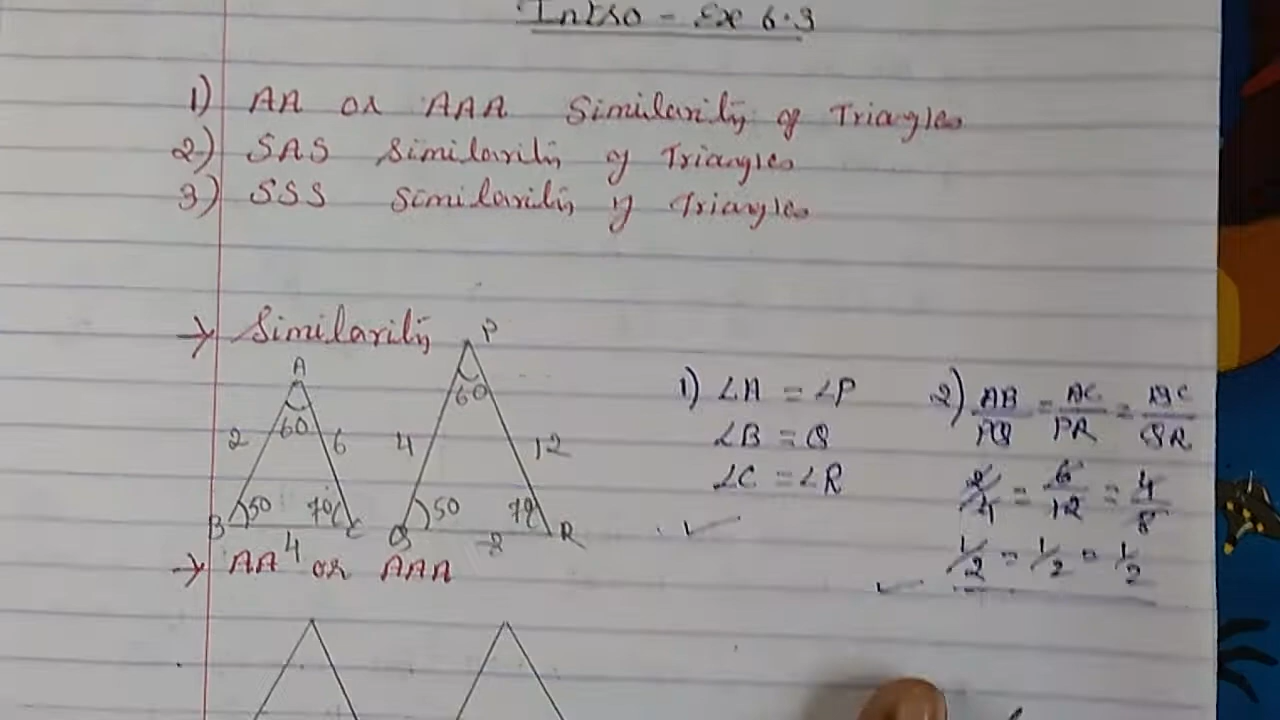 Intro - Ex 6.3
1) AA or AAA Similarity of Triangles
2) SAS Similarity of Triangles
3) SSS Similarity of Triangles
→ Similarity
A
60
2 6
B 50 70 C
4
P
60
4 12
Q 50 70 R
8
1) ∠A = ∠P
∠B = Q
∠C = ∠R
2) AB/PQ = AC/PR = BC/QR
2/4 = 6/12 = 4/8
1/2 = 1/2 = 1/2
→ AA or AAA